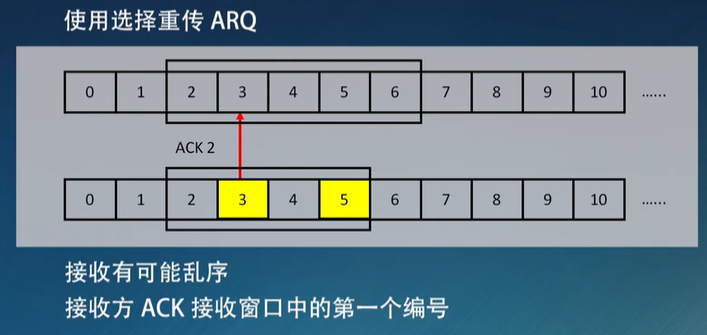 使用选择重传 ARQ
0 1 2 3 4 5 6 7 8 9 10 ......
ACK 2
0 1 2 3 4 5 6 7 8 9 10 ......
接收有可能乱序
接收方 ACK 接收窗口中的第一个编号